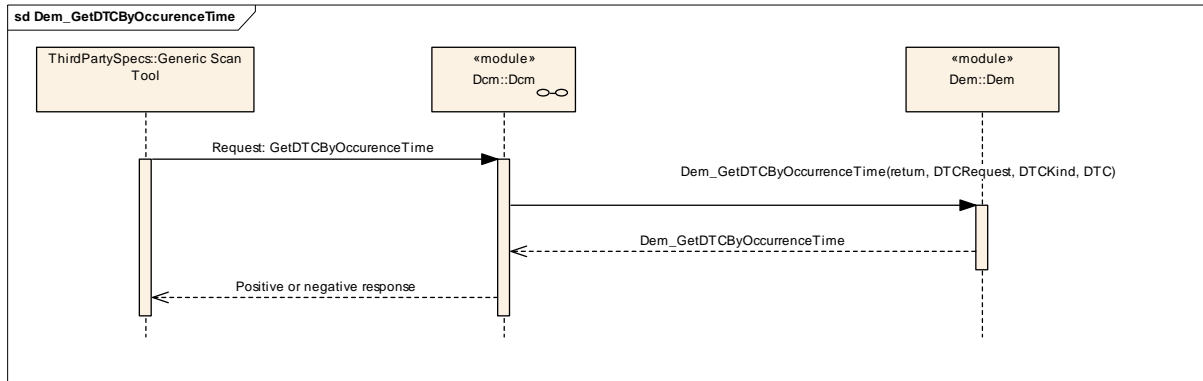 sd Dem_GetDTCByOccurenceTime
ThirdPartySpecs::Generic Scan
Tool
«module»
Dcm::Dcm
«module»
Dem::Dem
Request: GetDTCByOccurenceTime
Dem_GetDTCByOccurrenceTime(return, DTCRequest, DTCKind, DTC)
Dem_GetDTCByOccurrenceTime
Positive or negative response